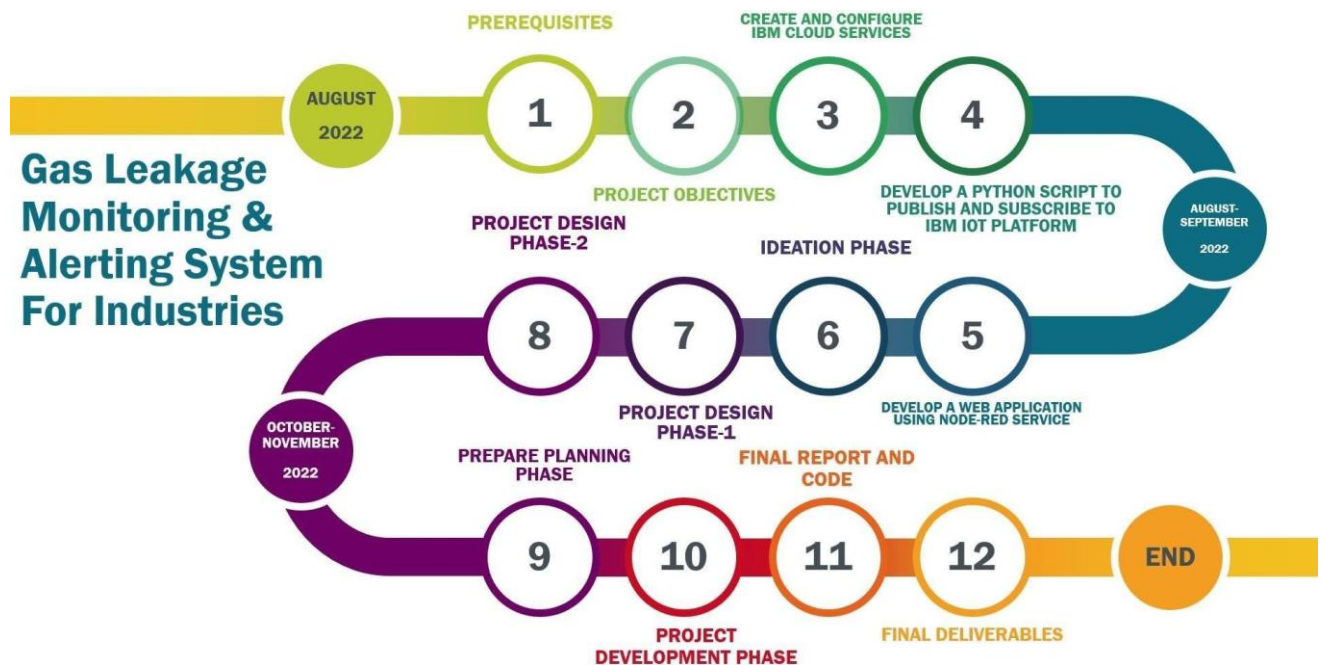 PREREQUISITES
CREATE AND CONFIGURE
IBM CLOUD SERVICES
AUGUST
2022
1
2
3
4
Gas Leakage
Monitoring &
Alerting System
For Industries
PROJECT OBJECTIVES
DEVELOP A PYTHON SCRIPT TO
PUBLISH AND SUBSCRIBE TO
IBM IOT PLATFORM
AUGUST-
SEPTEMBER
2022
PROJECT DESIGN
PHASE-2
IDEATION PHASE
8
7
6
5
PROJECT DESIGN
PHASE-1
DEVELOP A WEB APPLICATION
USING NODE-RED SERVICE
OCTOBER-
NOVEMBER
2022
PREPARE PLANNING
PHASE
FINAL REPORT AND
CODE
9
10
11
12
END
PROJECT
DEVELOPMENT PHASE
FINAL DELIVERABLES